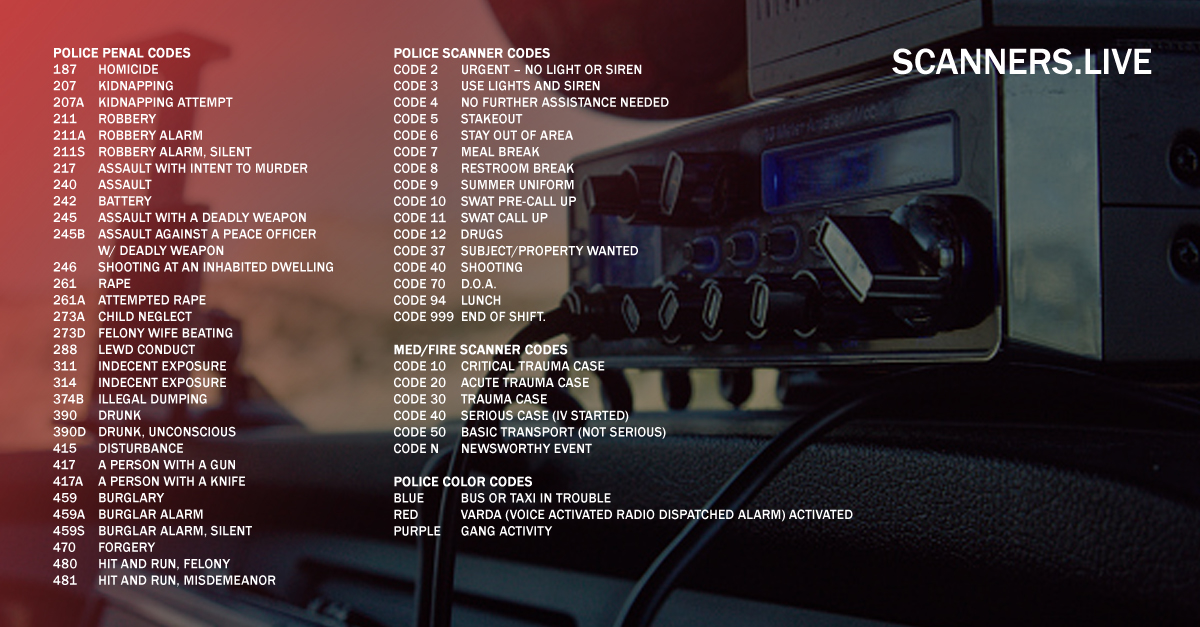 SCANNERS.LIVE
POLICE PENAL CODES
187 HOMICIDE
207 KIDNAPPING
207A KIDNAPPING ATTEMPT
211 ROBBERY
211A ROBBERY ALARM
211S ROBBERY ALARM, SILENT
217 ASSAULT WITH INTENT TO MURDER
240 ASSAULT
242 BATTERY
245 ASSAULT WITH A DEADLY WEAPON
245B ASSAULT AGAINST A PEACE OFFICER
W/ DEADLY WEAPON
246 SHOOTING AT AN INHABITED DWELLING
261 RAPE
261A ATTEMPTED RAPE
273A CHILD NEGLECT
273D FELONY WIFE BEATING
288 LEWD CONDUCT
311 INDECENT EXPOSURE
314 INDECENT EXPOSURE
374B ILLEGAL DUMPING
390 DRUNK
390D DRUNK, UNCONSCIOUS
415 DISTURBANCE
417 A PERSON WITH A GUN
417A A PERSON WITH A KNIFE
459 BURGLARY
459A BURGLAR ALARM
459S BURGLAR ALARM, SILENT
470 FORGERY
480 HIT AND RUN, FELONY
481 HIT AND RUN, MISDEMEANOR
POLICE SCANNER CODES
CODE 2 URGENT – NO LIGHT OR SIREN
CODE 3 USE LIGHTS AND SIREN
CODE 4 NO FURTHER ASSISTANCE NEEDED
CODE 5 STAKEOUT
CODE 6 STAY OUT OF AREA
CODE 7 MEAL BREAK
CODE 8 RESTROOM BREAK
CODE 9 SUMMER UNIFORM
CODE 10 SWAT PRE-CALL UP
CODE 11 SWAT CALL UP
CODE 12 DRUGS
CODE 37 SUBJECT/PROPERTY WANTED
CODE 40 SHOOTING
CODE 70 D.O.A.
CODE 94 LUNCH
CODE 999 END OF SHIFT.
MED/FIRE SCANNER CODES
CODE 10 CRITICAL TRAUMA CASE
CODE 20 ACUTE TRAUMA CASE
CODE 30 TRAUMA CASE
CODE 40 SERIOUS CASE (IV STARTED)
CODE 50 BASIC TRANSPORT (NOT SERIOUS)
CODE N NEWSWORTHY EVENT
POLICE COLOR CODES
BLUE BUS OR TAXI IN TROUBLE
RED VARDA (VOICE ACTIVATED RADIO DISPATCHED ALARM) ACTIVATED
PURPLE GANG ACTIVITY